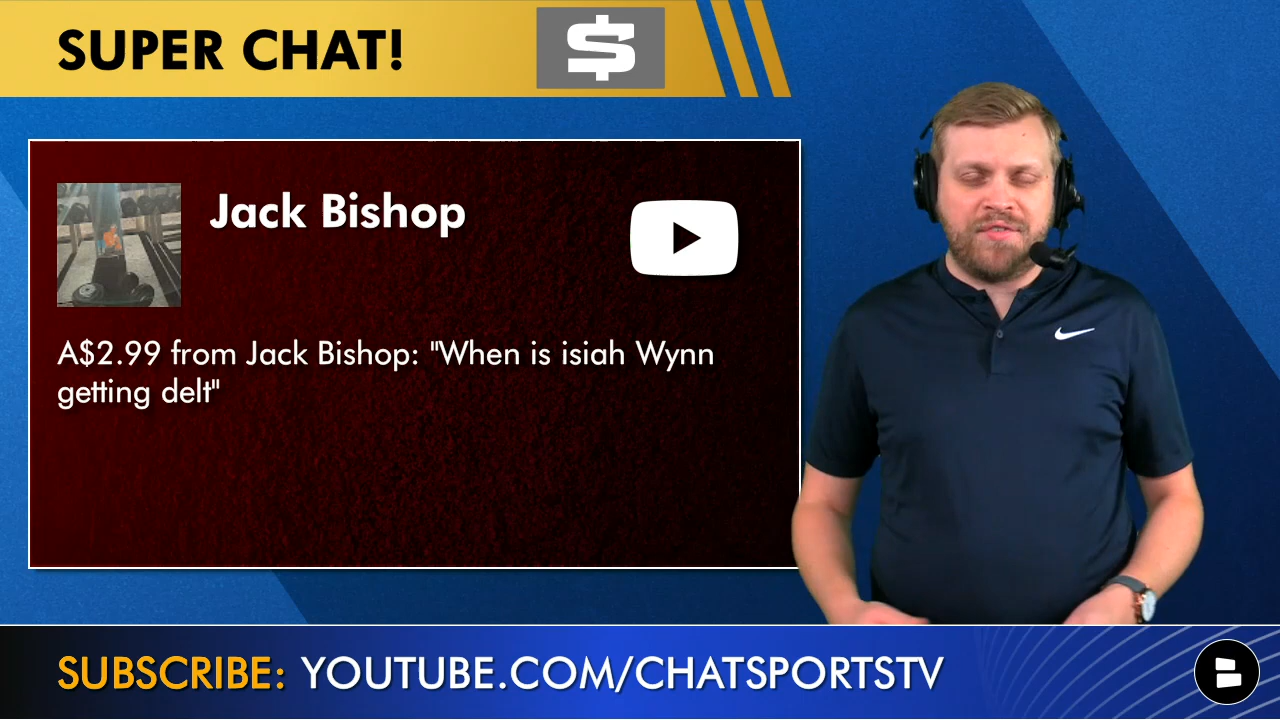 SUPER CHAT!
$
Jack Bishop
A$2.99 from Jack Bishop: "When is isiah Wynn
getting delt"
SUBSCRIBE: YOUTUBE.COM/CHATSPORTSTV